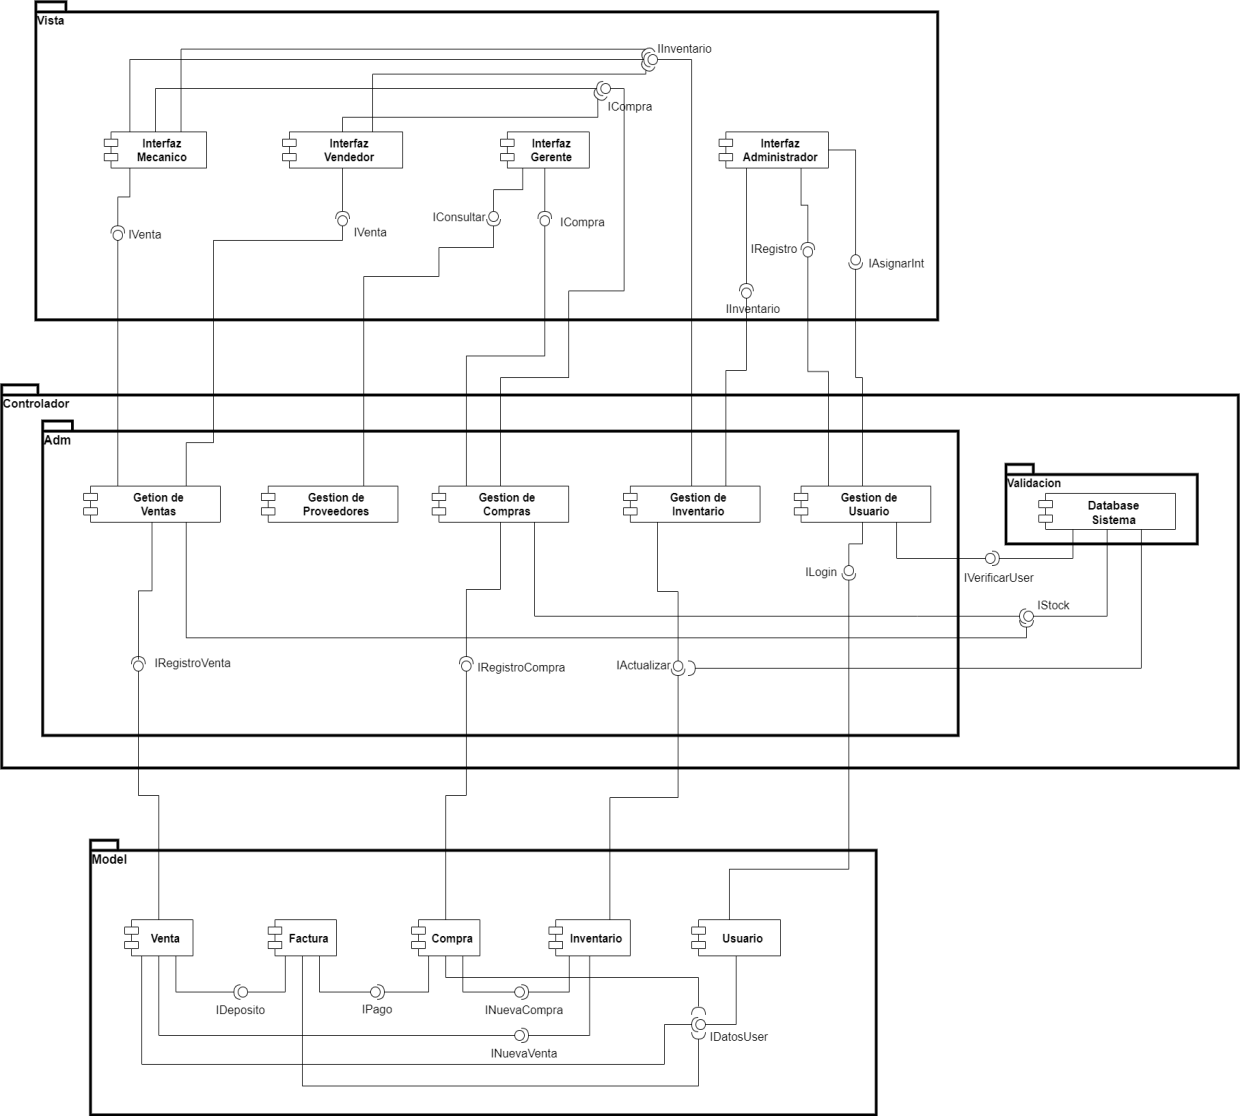 Vista
IInventario
ICompra
Interfaz
Mecanico
Interfaz
Vendedor
Interfaz
Gerente
Interfaz
Administrador
IVenta
IVenta
IConsultar
ICompra
IRegistro
IAsignarInt
IInventario
Controlador
Adm
Validacion
Getion de
Ventas
Gestion de
Proveedores
Gestion de
Compras
Gestion de
Inventario
Gestion de
Usuario
Database
Sistema
ILogin
IVerificarUser
IStock
IRegistroVenta
IRegistroCompra
IActualizar
Model
Venta
Factura
Compra
Inventario
Usuario
IDeposito
IPago
INuevaCompra
IDatosUser
INuevaVenta